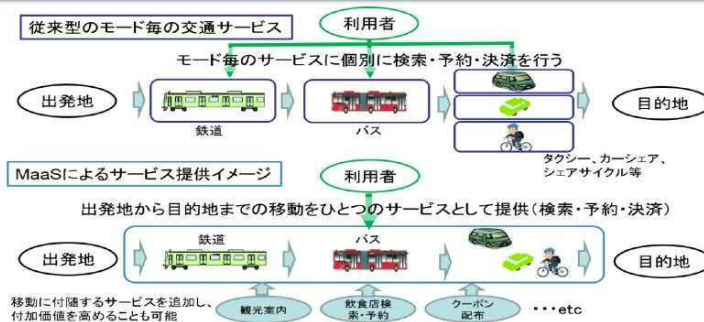 従来型のモード毎の交通サービス
利用者
モード毎のサービスに個別に検索・予約・決済を行う
出発地
鉄道
バス
目的地
タクシー、カーシェア、
シェアサイクル等
MaaSによるサービス提供イメージ
利用者
出発地から目的地までの移動をひとつのサービスとして提供(検索・予約・決済)
鉄道
バス
出発地
目的地
移動に付随するサービスを追加し、
付加価値を高めることも可能
観光案内
飲食店検
索・予約
クーポン
配布
・・・etc